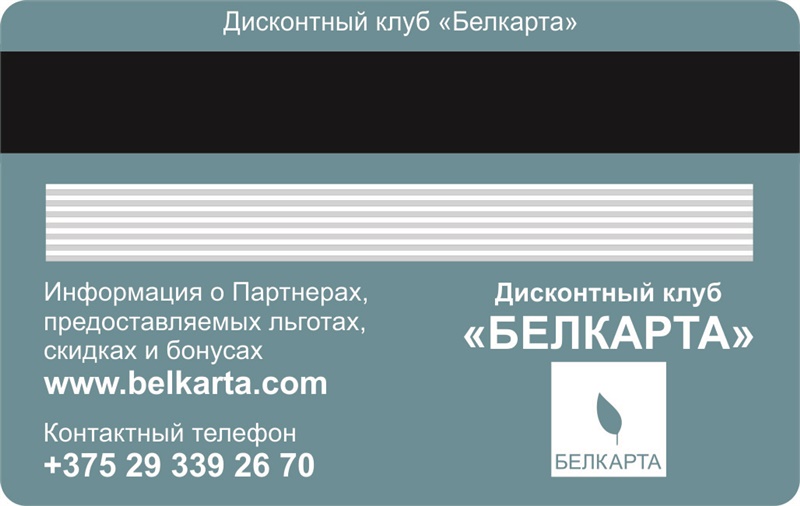 Дисконтный клуб «Белкарта»
Информация о Партнерах,
предоставляемых льготах,
скидках и бонусах
www.belkarta.com
Контактный телефон
+375 29 339 26 70
Дисконтный клуб
«БЕЛКАРТА»
БЕЛКАРТА